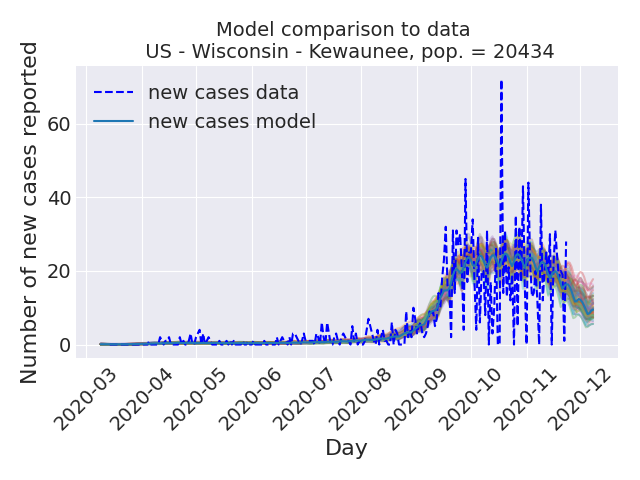 Model comparison to data
US - Wisconsin - Kewaunee, pop. = 20434
Number of new cases reported
60
40
20
0
new cases data
new cases model
2020-03
2020-04
2020-05
2020-06
2020-07
2020-08
2020-09
2020-10
2020-11
2020-12
Day